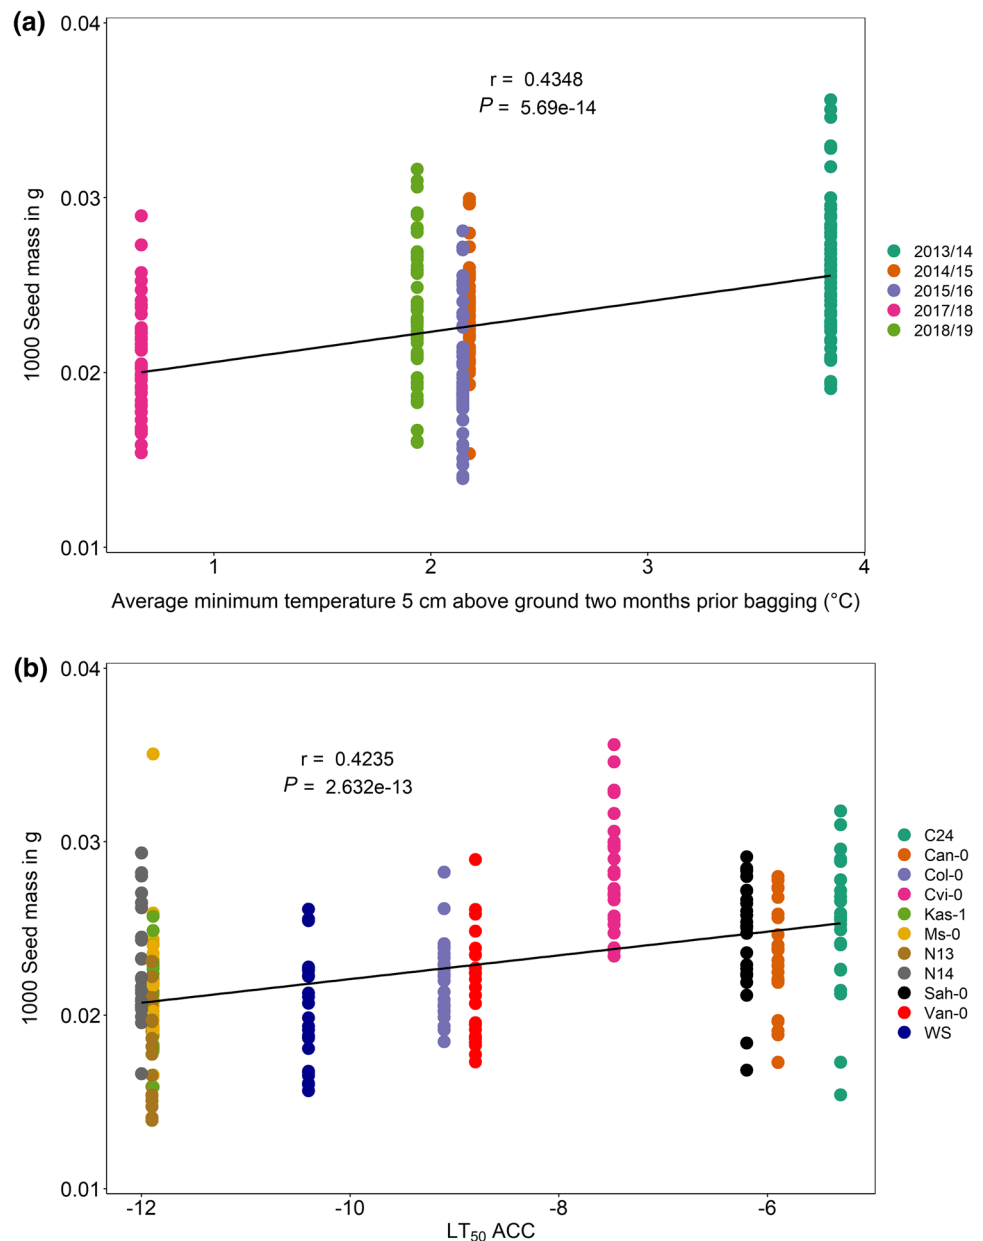 (a)
0.04
0.03
0.02
0.01
1000 Seed mass in g
r = 0.4348
P = 5.69e-14
2013/14
2014/15
2015/16
2017/18
2018/19
1 2 3 4
Average minimum temperature 5 cm above ground two months prior bagging (°C)
(b)
0.04
0.03
0.02
0.01
1000 Seed mass in g
r = 0.4235
P = 2.632e-13
C24
Can-0
Col-0
Cvi-0
Kas-1
Ms-0
N13
N14
Sah-0
Van-0
WS
-12 -10 -8 -6
LT50 ACC